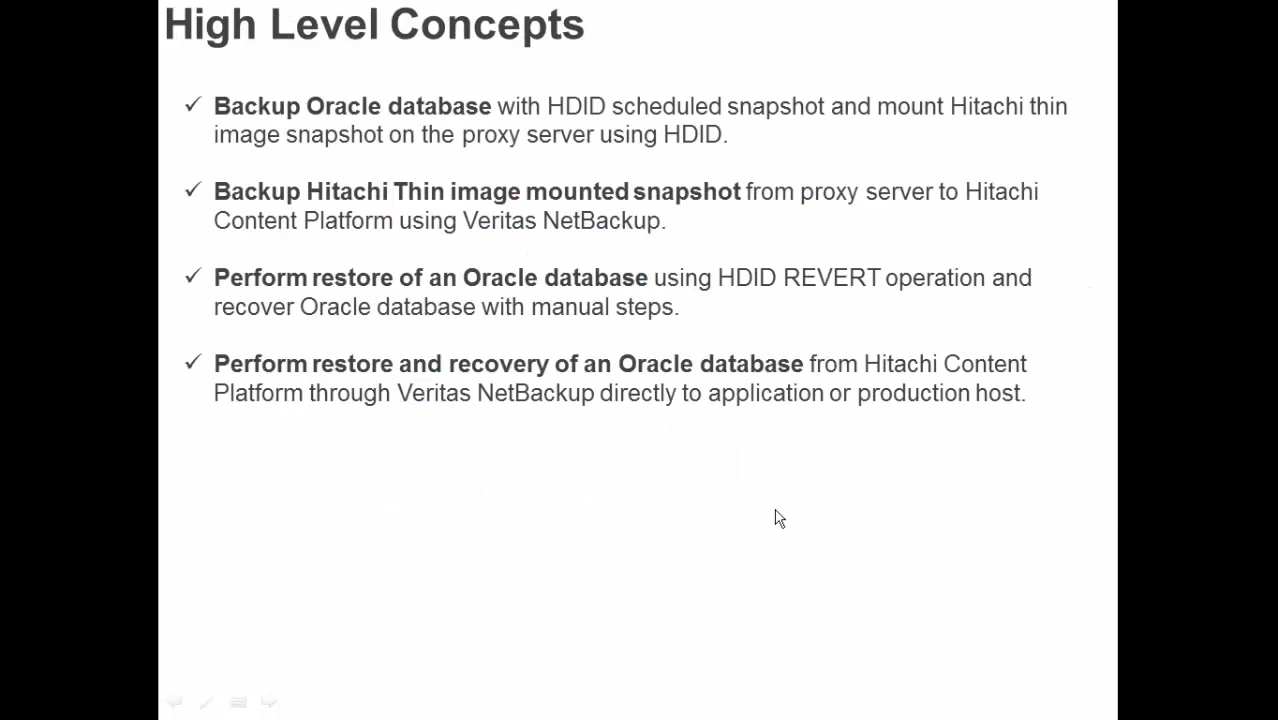 High Level Concepts
✓ Backup Oracle database with HDID scheduled snapshot and mount Hitachi thin
image snapshot on the proxy server using HDID.
✓ Backup Hitachi Thin image mounted snapshot from proxy server to Hitachi
Content Platform using Veritas NetBackup.
✓ Perform restore of an Oracle database using HDID REVERT operation and
recover Oracle database with manual steps.
✓ Perform restore and recovery of an Oracle database from Hitachi Content
Platform through Veritas NetBackup directly to application or production host.